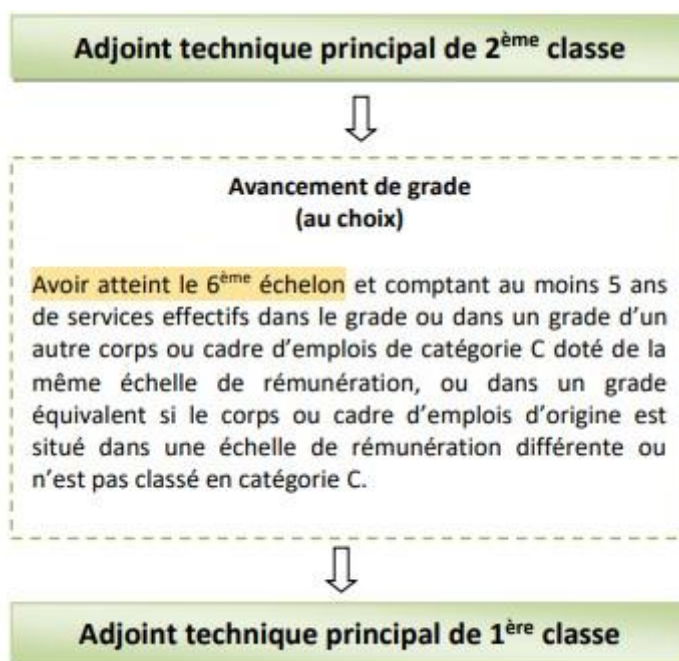 Adjoint technique principal de 2ème classe
Avancement de grade
(au choix)
Avoir atteint le 6ème échelon et comptant au moins 5 ans
de services effectifs dans le grade ou dans un grade d'un
autre corps ou cadre d'emplois de catégorie C doté de la
même échelle de rémunération, ou dans un grade
équivalent si le corps ou cadre d'emplois d'origine est
situé dans une échelle de rémunération différente ou
n'est pas classé en catégorie C.
Adjoint technique principal de 1ère classe